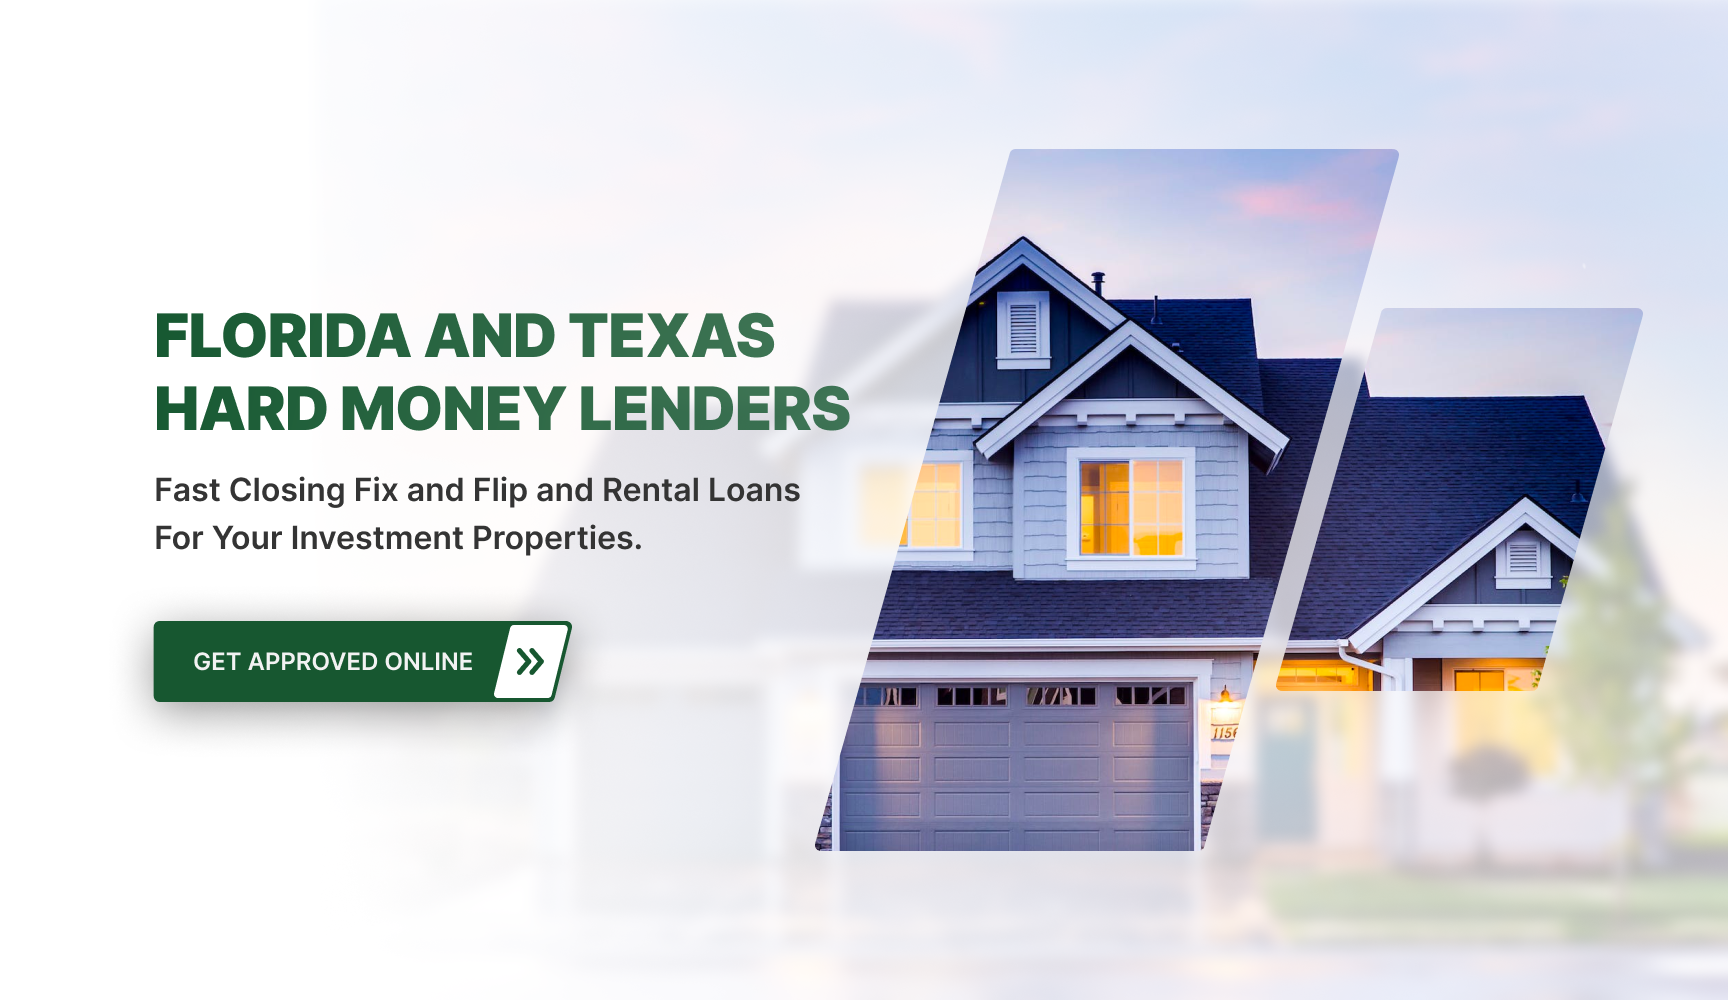 FLORIDA AND TEXAS
HARD MONEY LENDERS
Fast Closing Fix and Flip and Rental Loans
For Your Investment Properties.
GET APPROVED ONLINE
1156